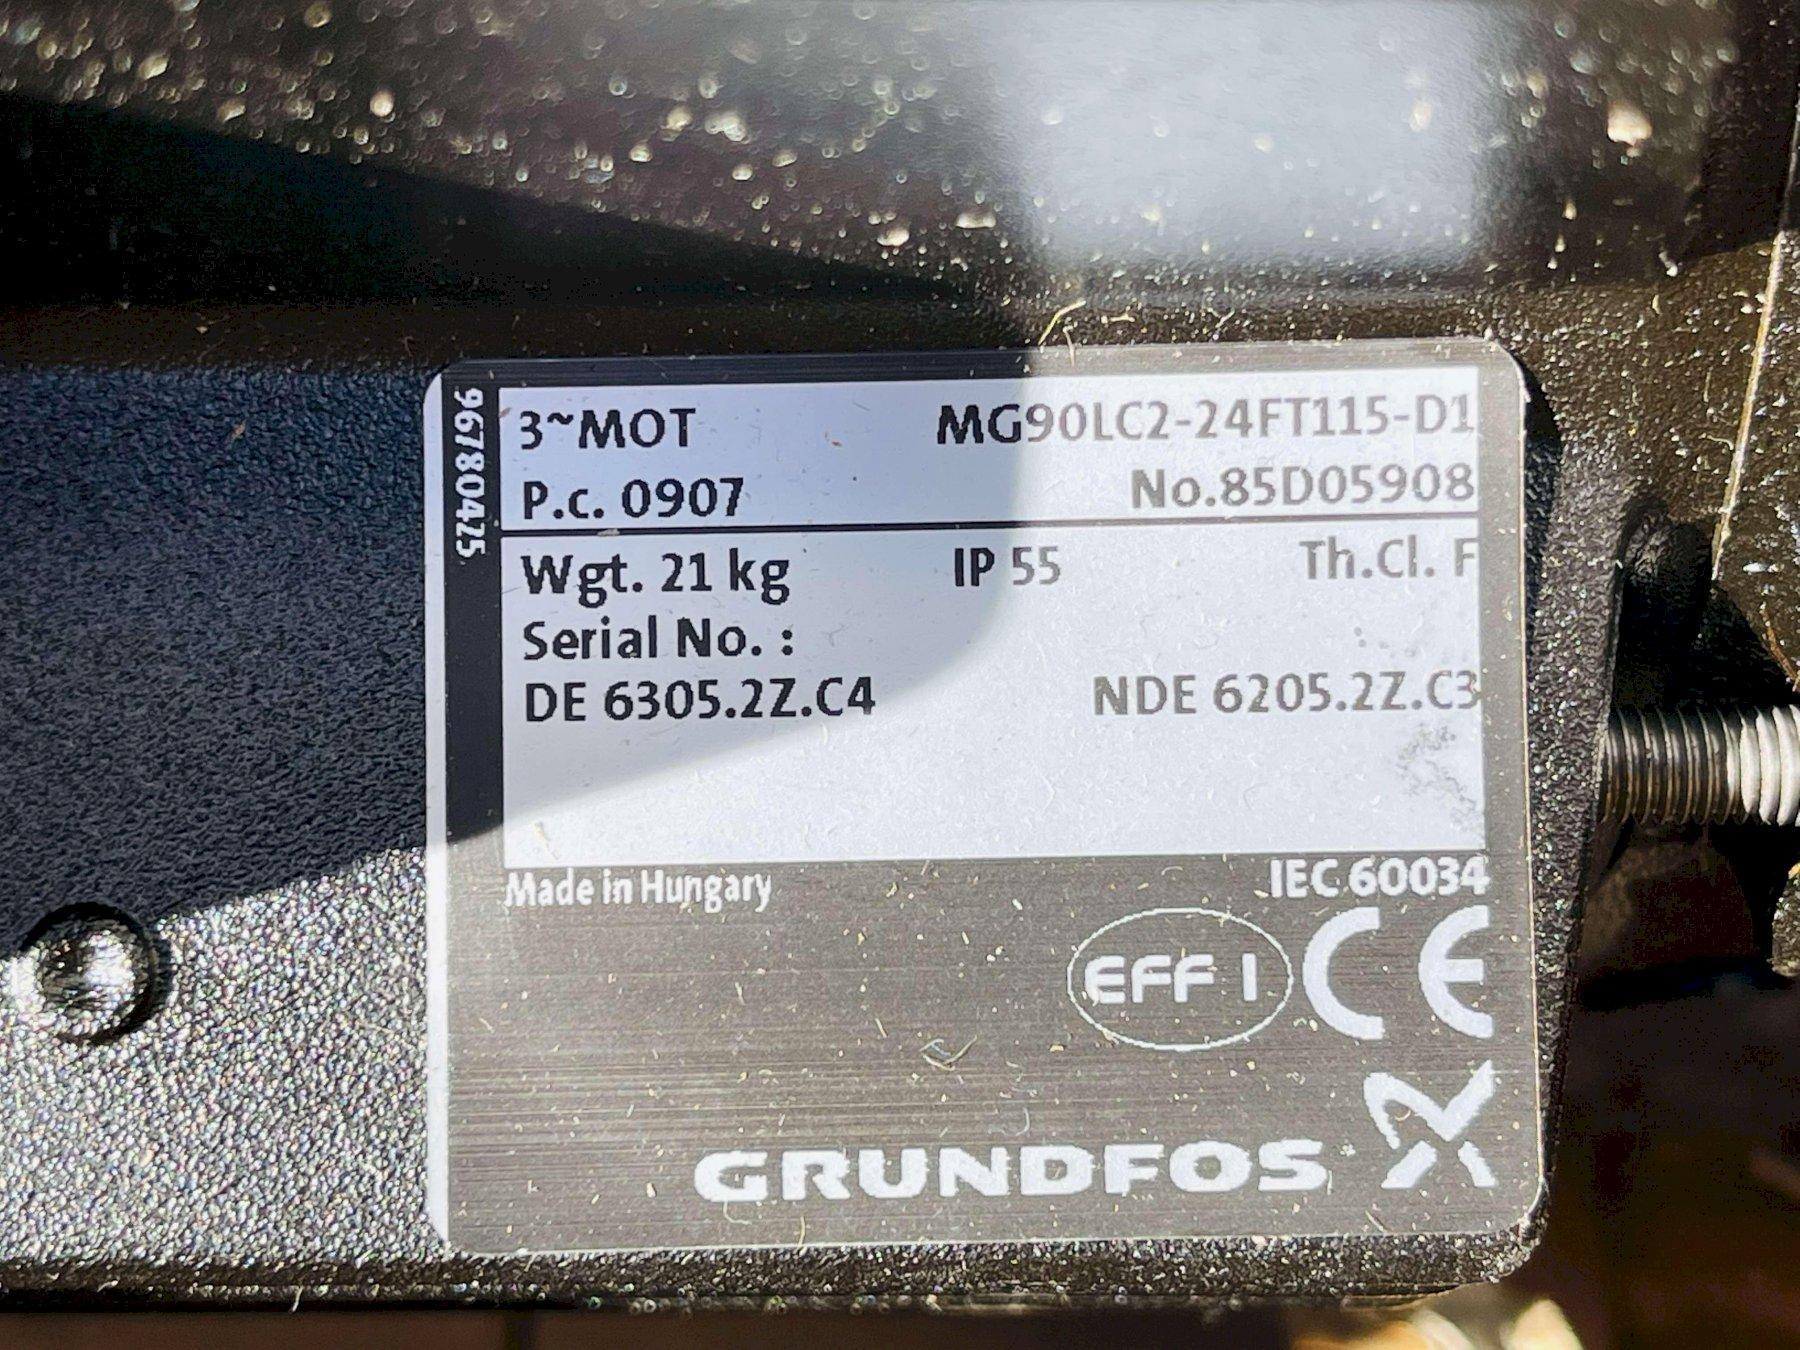 96780425
3~MOT MG90LC2-24FT115-D1
P.c. 0907 No.85D05908
Wgt. 21 kg IP 55 Th.Cl. F
Serial No. :
DE 6305.2Z.C4 NDE 6205.2Z.C3
Made in Hungary IEC 60034
EFF 1 CE
GRUNDFOS